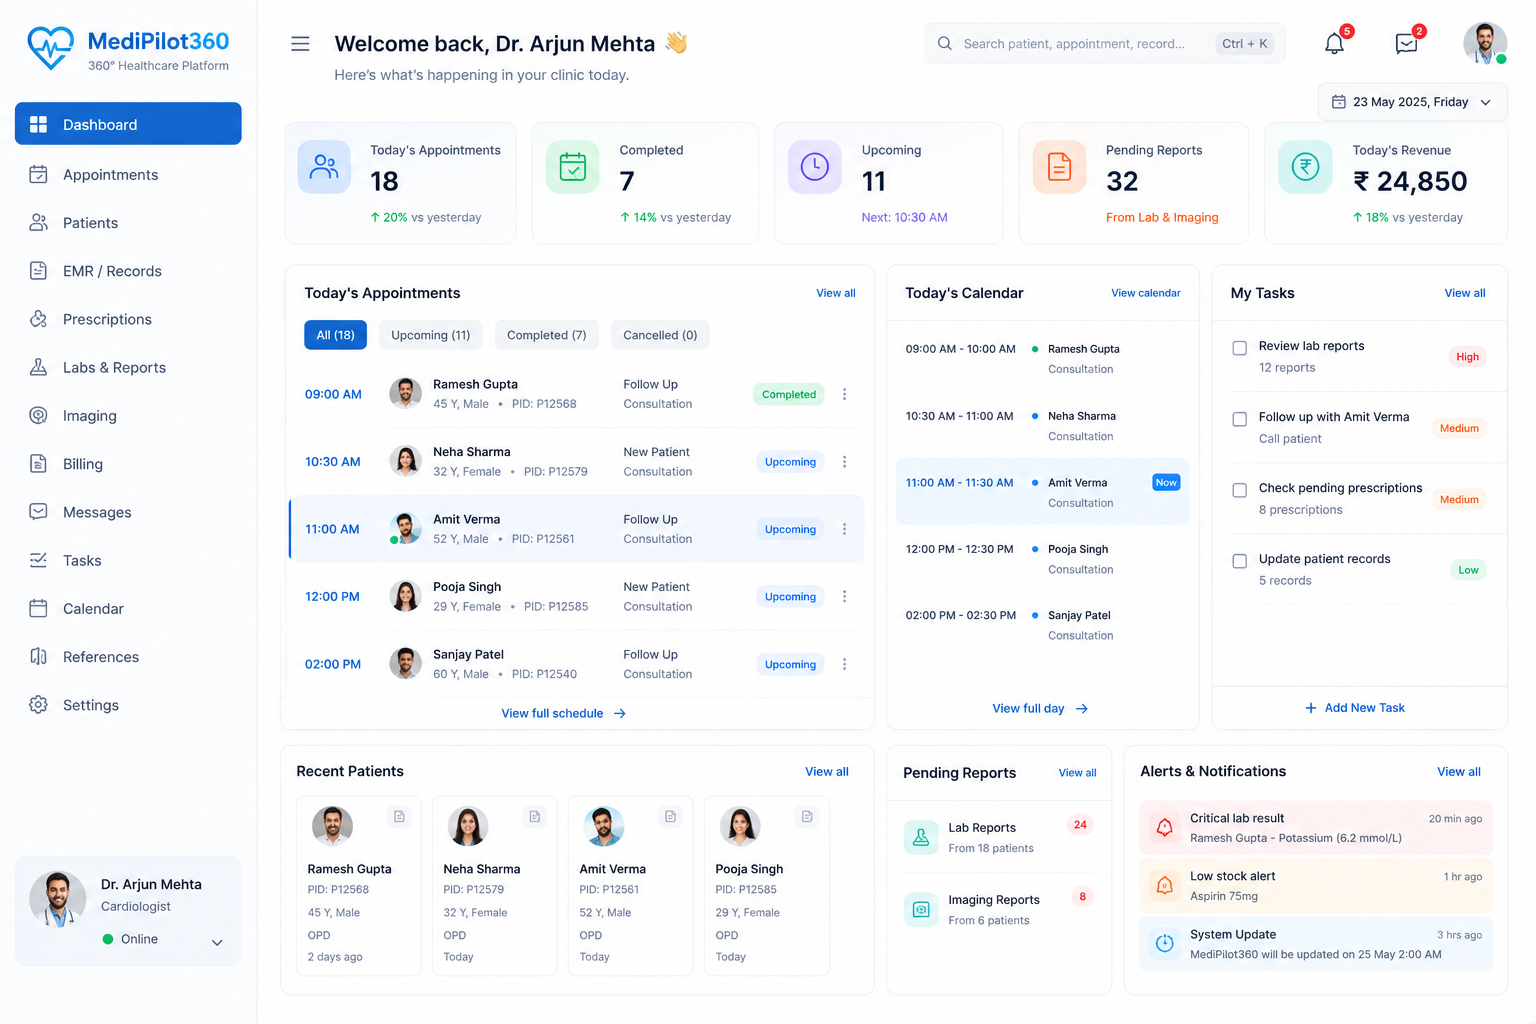 MediPilot360
360° Healthcare Platform
Dashboard
Appointments
Patients
EMR / Records
Prescriptions
Labs & Reports
Imaging
Billing
Messages
Tasks
Calendar
References
Settings
Dr. Arjun Mehta
Cardiologist
Online
Welcome back, Dr. Arjun Mehta 👋
Here's what's happening in your clinic today.
Search patient, appointment, record... Ctrl + K
5
2
23 May 2025, Friday
Today's Appointments
18
↑ 20% vs yesterday
Completed
7
↑ 14% vs yesterday
Upcoming
11
Next: 10:30 AM
Pending Reports
32
From Lab & Imaging
₹
Today's Revenue
₹ 24,850
↑ 18% vs yesterday
Today's Appointments View all
All (18) Upcoming (11) Completed (7) Cancelled (0)
09:00 AM
Ramesh Gupta
45 Y, Male • PID: P12568
Follow Up
Consultation
Completed
10:30 AM
Neha Sharma
32 Y, Female • PID: P12579
New Patient
Consultation
Upcoming
11:00 AM
Amit Verma
52 Y, Male • PID: P12561
Follow Up
Consultation
Upcoming
12:00 PM
Pooja Singh
29 Y, Female • PID: P12585
New Patient
Consultation
Upcoming
02:00 PM
Sanjay Patel
60 Y, Male • PID: P12540
Follow Up
Consultation
Upcoming
View full schedule →
Today's Calendar View calendar
09:00 AM - 10:00 AM • Ramesh Gupta
Consultation
10:30 AM - 11:00 AM • Neha Sharma
Consultation
11:00 AM - 11:30 AM • Amit Verma Now
Consultation
12:00 PM - 12:30 PM • Pooja Singh
Consultation
02:00 PM - 02:30 PM • Sanjay Patel
Consultation
View full day →
My Tasks View all
Review lab reports
12 reports
High
Follow up with Amit Verma
Call patient
Medium
Check pending prescriptions
8 prescriptions
Medium
Update patient records
5 records
Low
+ Add New Task
Recent Patients View all
Ramesh Gupta
PID: P12568
45 Y, Male
OPD
2 days ago
Neha Sharma
PID: P12579
32 Y, Female
OPD
Today
Amit Verma
PID: P12561
52 Y, Male
OPD
Today
Pooja Singh
PID: P12585
29 Y, Female
OPD
Today
Pending Reports View all
Lab Reports
From 18 patients
24
Imaging Reports
From 6 patients
8
Alerts & Notifications View all
Critical lab result 20 min ago
Ramesh Gupta - Potassium (6.2 mmol/L)
Low stock alert 1 hr ago
Aspirin 75mg
System Update 3 hrs ago
MediPilot360 will be updated on 25 May 2:00 AM